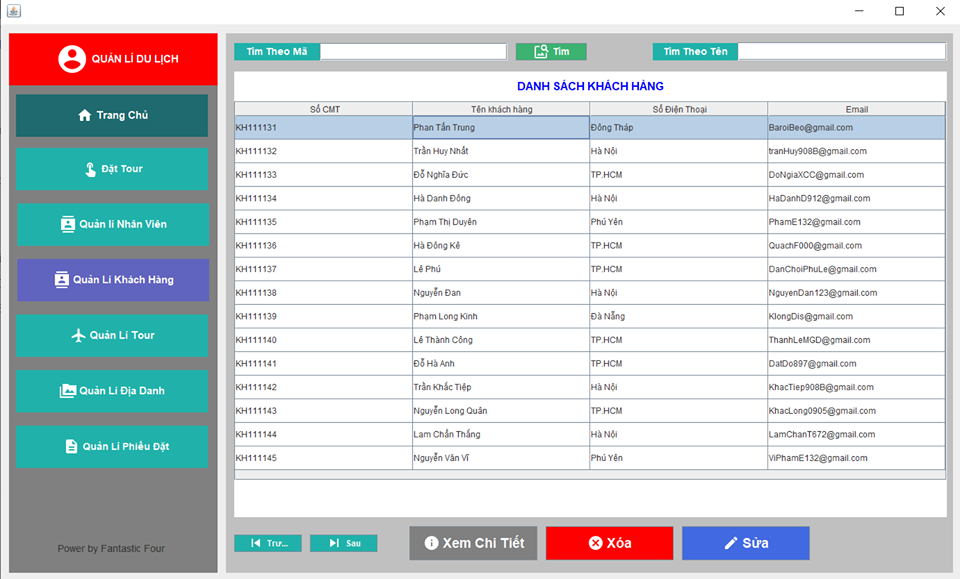 QUẢN LÍ DU LỊCH
Trang Chủ
Đặt Tour
Quản lí Nhân Viên
Quản Lí Khách Hàng
Quản Lí Tour
Quản Lí Địa Danh
Quản Lí Phiếu Đặt
Power by Fantastic Four
Tìm Theo Mã Tìm Tìm Theo Tên
DANH SÁCH KHÁCH HÀNG
Số CMT Tên khách hàng Số Điện Thoại Email
KH111131 Phan Tấn Trung Đồng Tháp BaroiBeo@gmail.com
KH111132 Trần Huy Nhất Hà Nội tranHuy908B@gmail.com
KH111133 Đỗ Nghĩa Đức TP.HCM DoNgiaXCC@gmail.com
KH111134 Hà Danh Đông Hà Nội HaDanhD912@gmail.com
KH111135 Phạm Thị Duyên Phú Yên PhamE132@gmail.com
KH111136 Hà Đông Kê TP.HCM QuachF000@gmail.com
KH111137 Lê Phú TP.HCM DanChoiPhuLe@gmail.com
KH111138 Nguyễn Đan Hà Nội NguyenDan123@gmail.com
KH111139 Phạm Long Kinh Đà Nẵng KlongDis@gmail.com
KH111140 Lê Thành Công TP.HCM ThanhLeMGD@gmail.com
KH111141 Đỗ Hà Anh TP.HCM DatDo897@gmail.com
KH111142 Trần Khắc Tiệp Hà Nội KhacTiep908B@gmail.com
KH111143 Nguyễn Long Quân TP.HCM KhacLong0905@gmail.com
KH111144 Lam Chấn Thắng Hà Nội LamChanT672@gmail.com
KH111145 Nguyễn Văn Vĩ Phú Yên ViPhamE132@gmail.com
Trư... Sau Xem Chi Tiết Xóa Sửa